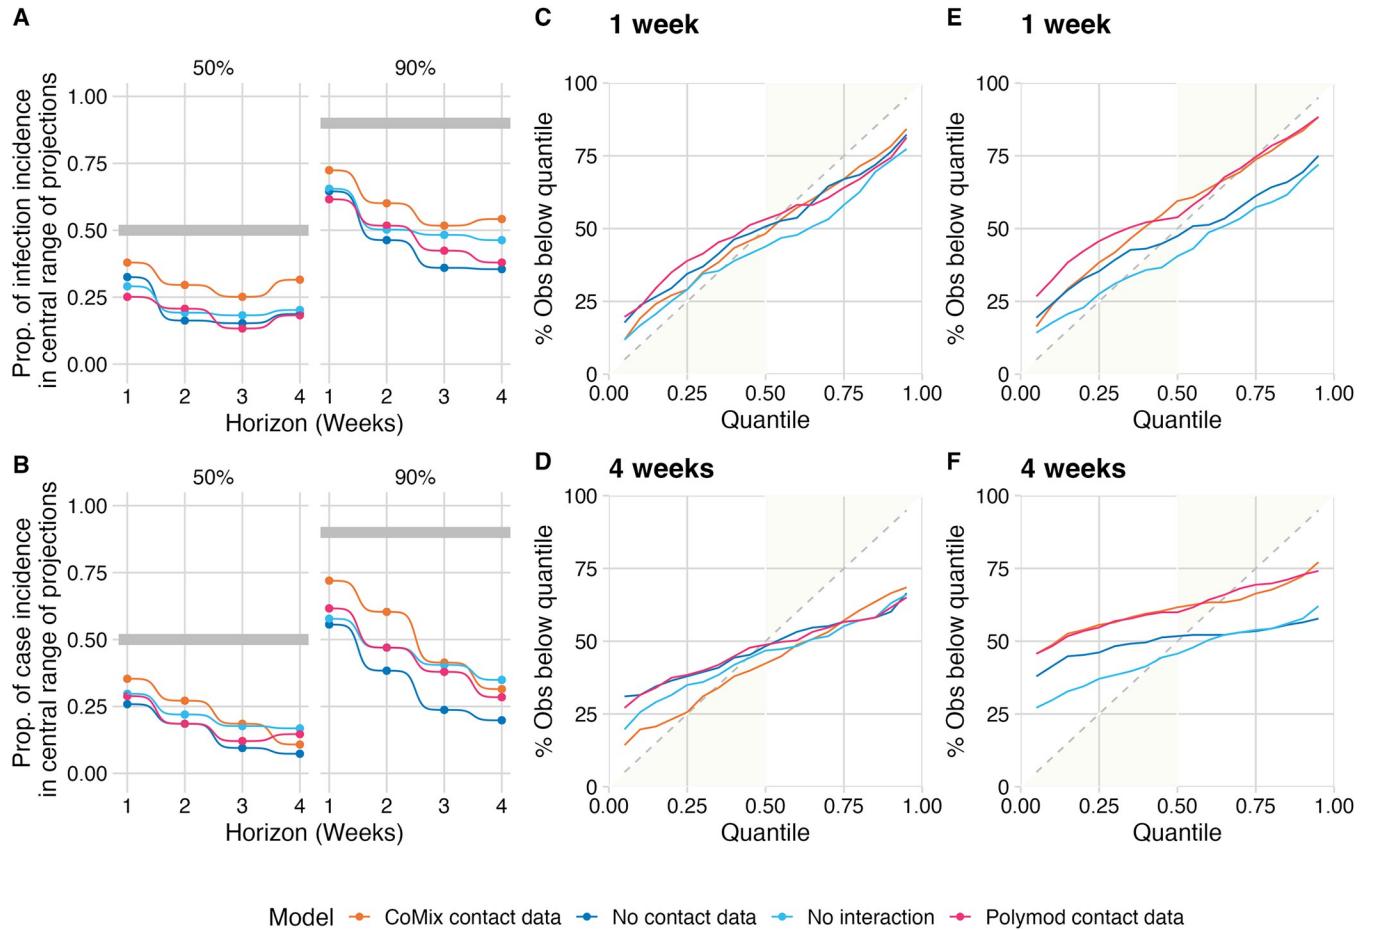 A
50%
90%
Prop. of infection incidence
in central range of projections
1.00
0.75
0.50
0.25
0.00
1 2 3 4
1 2 3 4
Horizon (Weeks)
B
50%
90%
Prop. of case incidence
in central range of projections
1.00
0.75
0.50
0.25
0.00
1 2 3 4
1 2 3 4
Horizon (Weeks)
C
1 week
% Obs below quantile
100
75
50
25
0
0.00 0.25 0.50 0.75 1.00
Quantile
D
4 weeks
% Obs below quantile
100
75
50
25
0
0.00 0.25 0.50 0.75 1.00
Quantile
E
1 week
% Obs below quantile
100
75
50
25
0
0.00 0.25 0.50 0.75 1.00
Quantile
F
4 weeks
% Obs below quantile
100
75
50
25
0
0.00 0.25 0.50 0.75 1.00
Quantile
Model CoMix contact data No contact data No interaction Polymod contact data